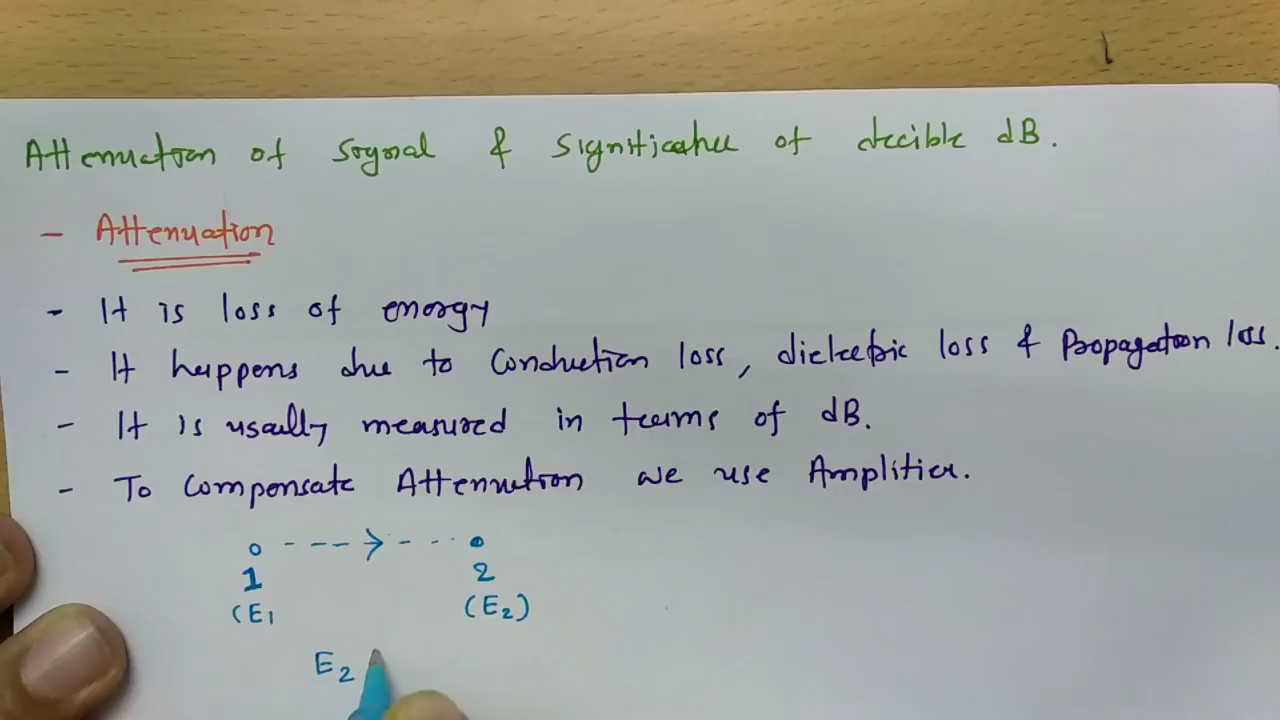 Attenuation of Signal & Significance of decible dB.
- Attenuation
- It is loss of energy
- It happens due to Conduction loss, dielectric loss & Propagation loss.
- It is usually measured in terms of dB.
- To Compensate Attenuation we use Amplifier.
1 2
(E1 (E2)
E2